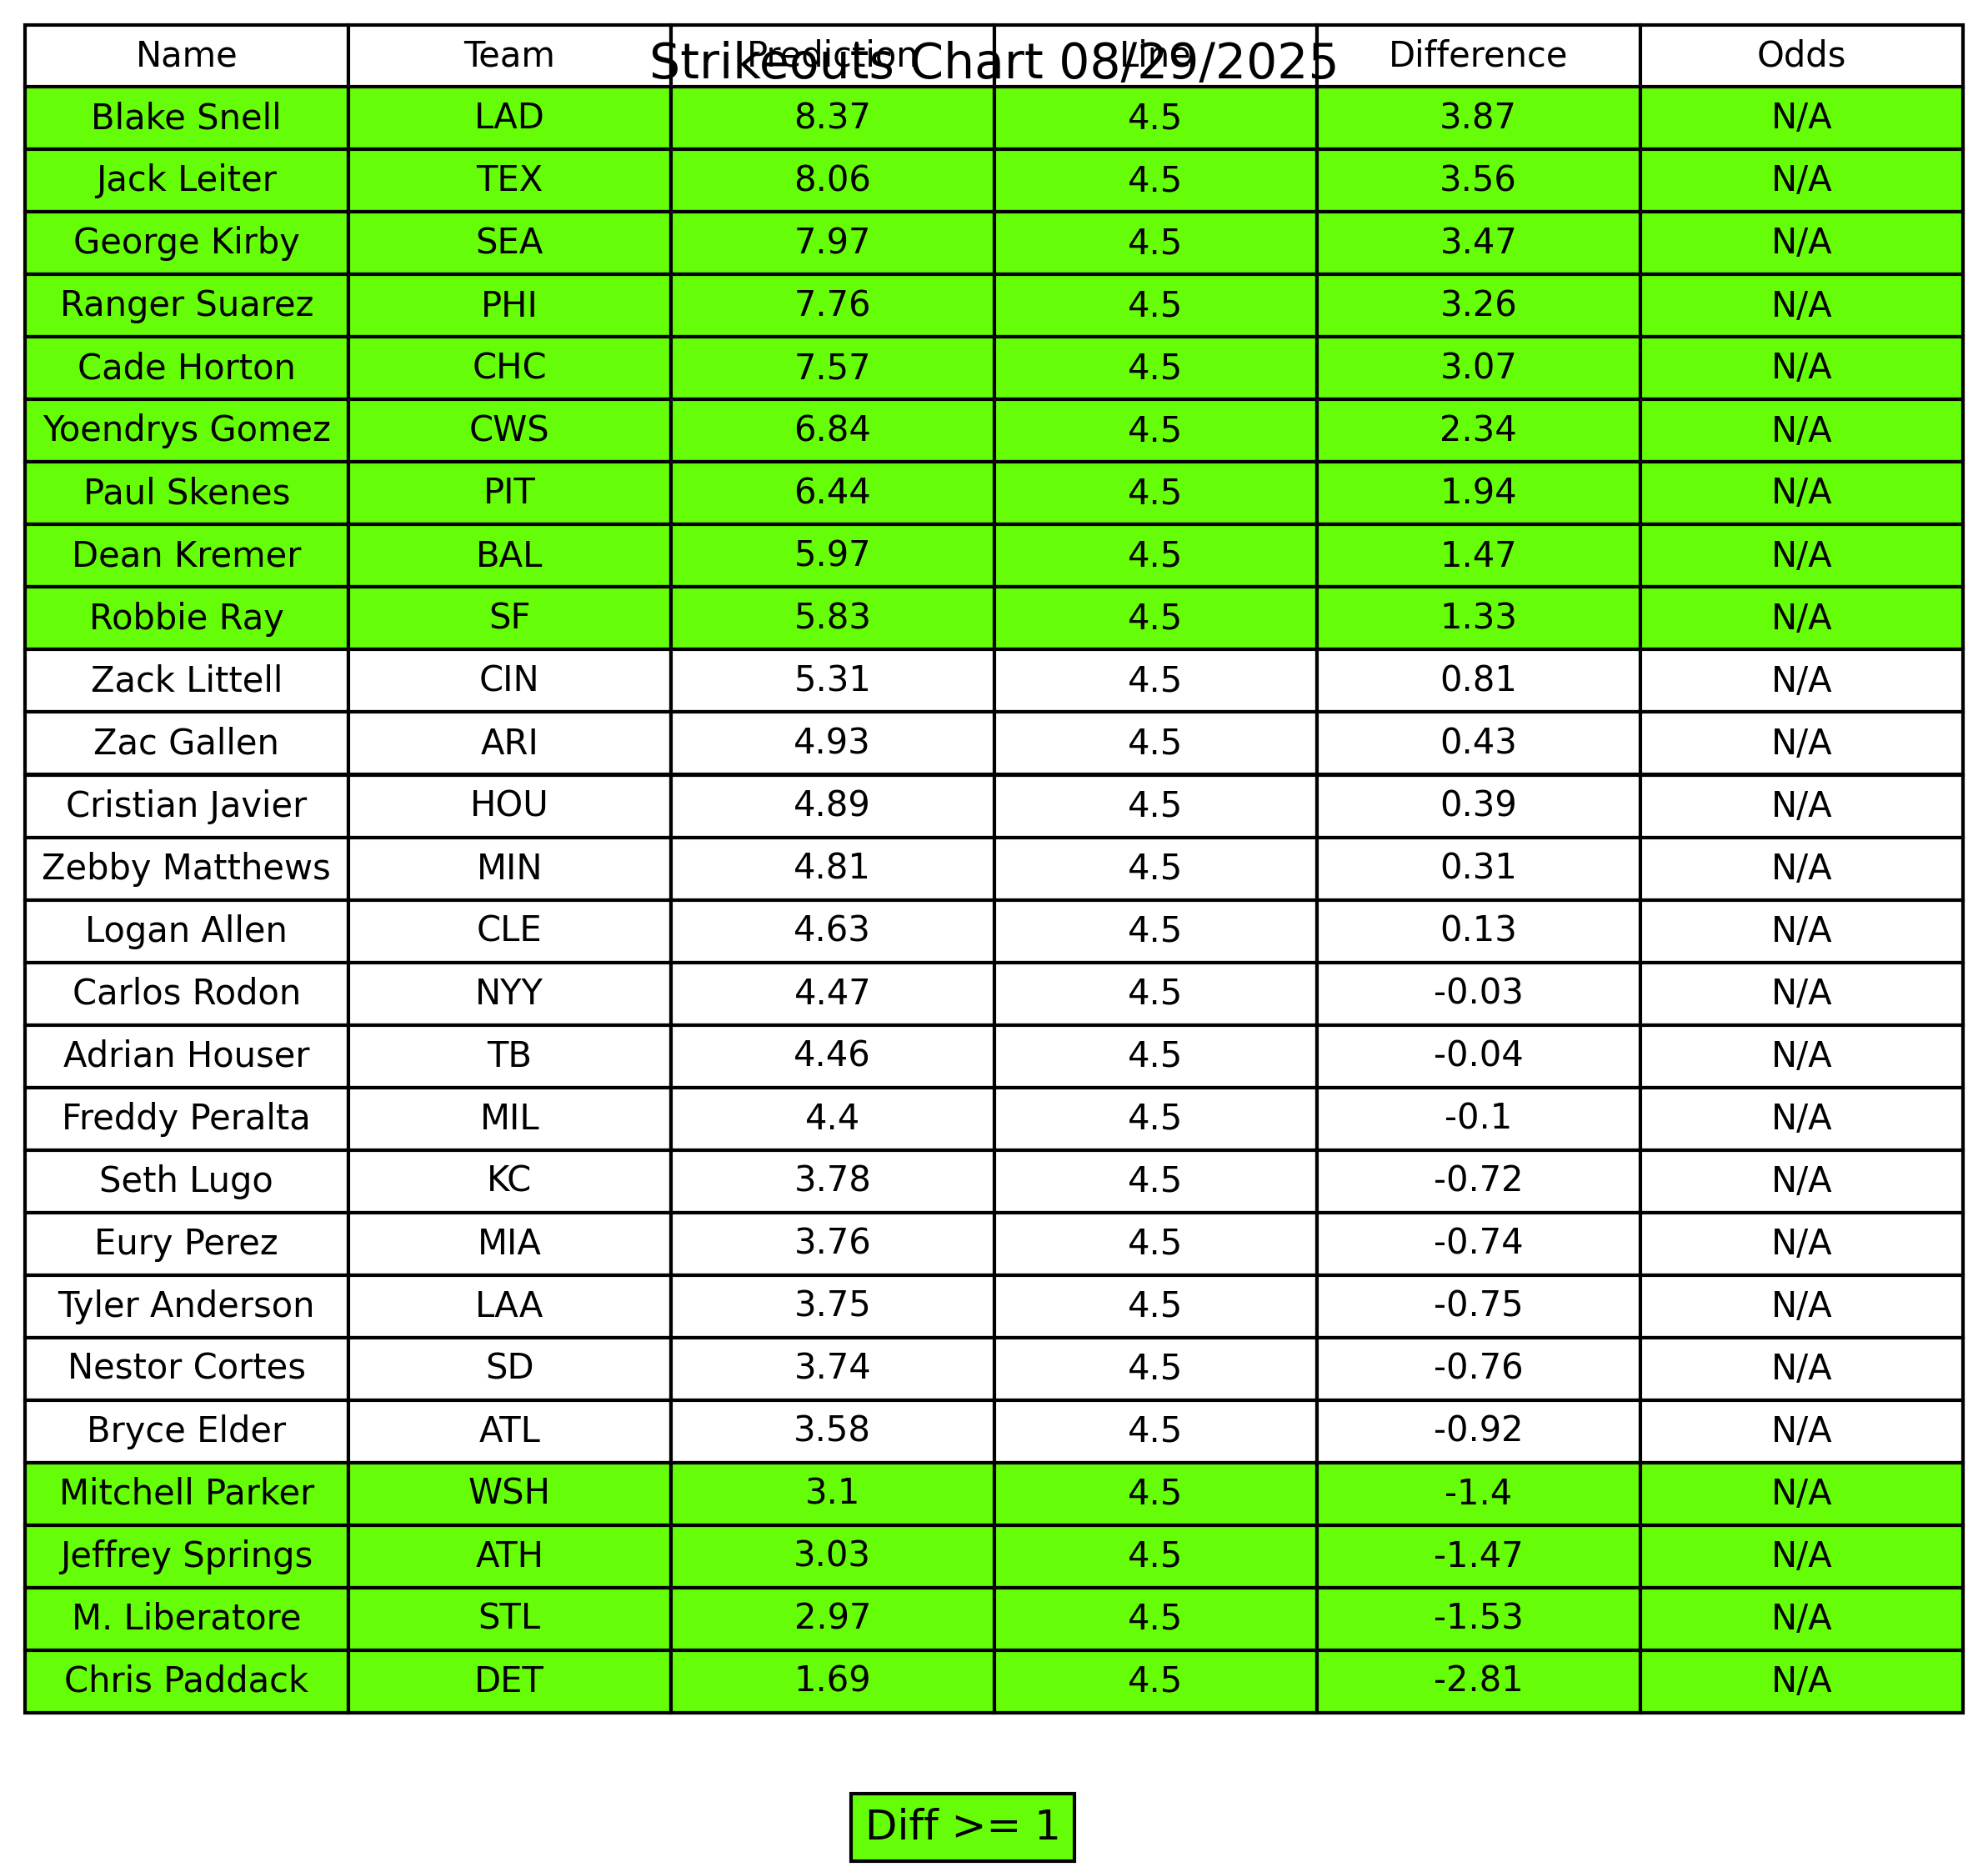 Strikeouts Chart 08/29/2025
Name Team Prediction Line Difference Odds
Blake Snell LAD 8.37 4.5 3.87 N/A
Jack Leiter TEX 8.06 4.5 3.56 N/A
George Kirby SEA 7.97 4.5 3.47 N/A
Ranger Suarez PHI 7.76 4.5 3.26 N/A
Cade Horton CHC 7.57 4.5 3.07 N/A
Yoendrys Gomez CWS 6.84 4.5 2.34 N/A
Paul Skenes PIT 6.44 4.5 1.94 N/A
Dean Kremer BAL 5.97 4.5 1.47 N/A
Robbie Ray SF 5.83 4.5 1.33 N/A
Zack Littell CIN 5.31 4.5 0.81 N/A
Zac Gallen ARI 4.93 4.5 0.43 N/A
Cristian Javier HOU 4.89 4.5 0.39 N/A
Zebby Matthews MIN 4.81 4.5 0.31 N/A
Logan Allen CLE 4.63 4.5 0.13 N/A
Carlos Rodon NYY 4.47 4.5 -0.03 N/A
Adrian Houser TB 4.46 4.5 -0.04 N/A
Freddy Peralta MIL 4.4 4.5 -0.1 N/A
Seth Lugo KC 3.78 4.5 -0.72 N/A
Eury Perez MIA 3.76 4.5 -0.74 N/A
Tyler Anderson LAA 3.75 4.5 -0.75 N/A
Nestor Cortes SD 3.74 4.5 -0.76 N/A
Bryce Elder ATL 3.58 4.5 -0.92 N/A
Mitchell Parker WSH 3.1 4.5 -1.4 N/A
Jeffrey Springs ATH 3.03 4.5 -1.47 N/A
M. Liberatore STL 2.97 4.5 -1.53 N/A
Chris Paddack DET 1.69 4.5 -2.81 N/A
Diff >= 1